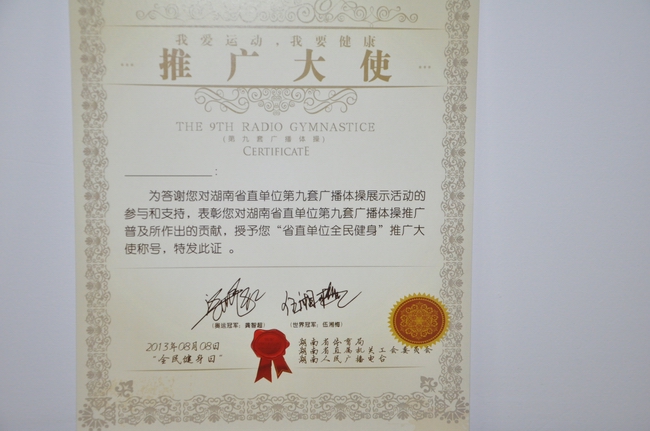 我爱运动，我要健康
推广大使
THE 9TH RADIO GYMNASTICE
（第九套广播体操）
CERTIFICATE
：
为答谢您对湖南省直单位第九套广播体操展示活动的
参与和支持，表彰您对湖南省直单位第九套广播体操推广
普及所作出的贡献，授予您“省直单位全民健身”推广大
使称号，特发此证 。
（奥运冠军：龚智超） （世界冠军：伍湘梅）
2013年08月08日
“全民健身日”
湖南省体育局
湖南省直属机关工会委员会
湖南人民广播电台